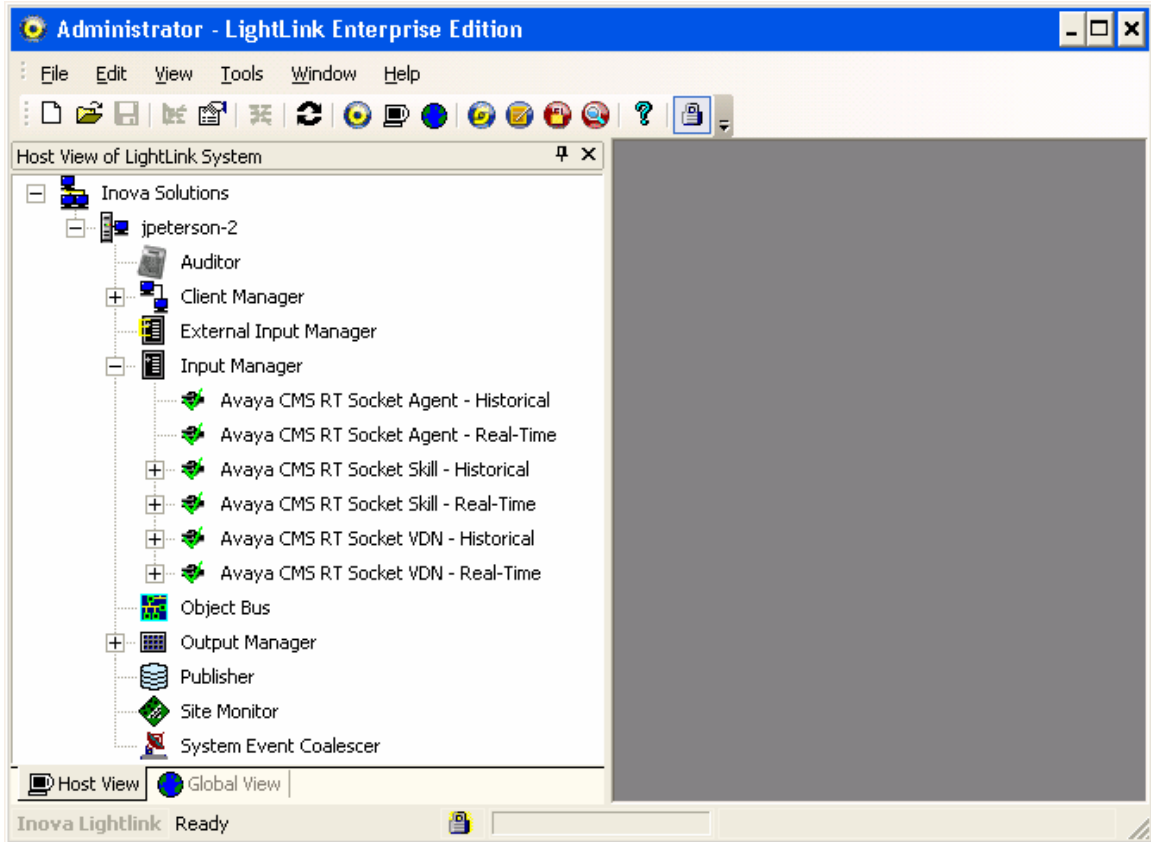 Administrator - LightLink Enterprise Edition
File Edit View Tools Window Help
Host View of LightLink System
Inova Solutions
jpeterson-2
Auditor
Client Manager
External Input Manager
Input Manager
Avaya CMS RT Socket Agent - Historical
Avaya CMS RT Socket Agent - Real-Time
Avaya CMS RT Socket Skill - Historical
Avaya CMS RT Socket Skill - Real-Time
Avaya CMS RT Socket VDN - Historical
Avaya CMS RT Socket VDN - Real-Time
Object Bus
Output Manager
Publisher
Site Monitor
System Event Coalescer
Host View Global View
Inova Lightlink Ready